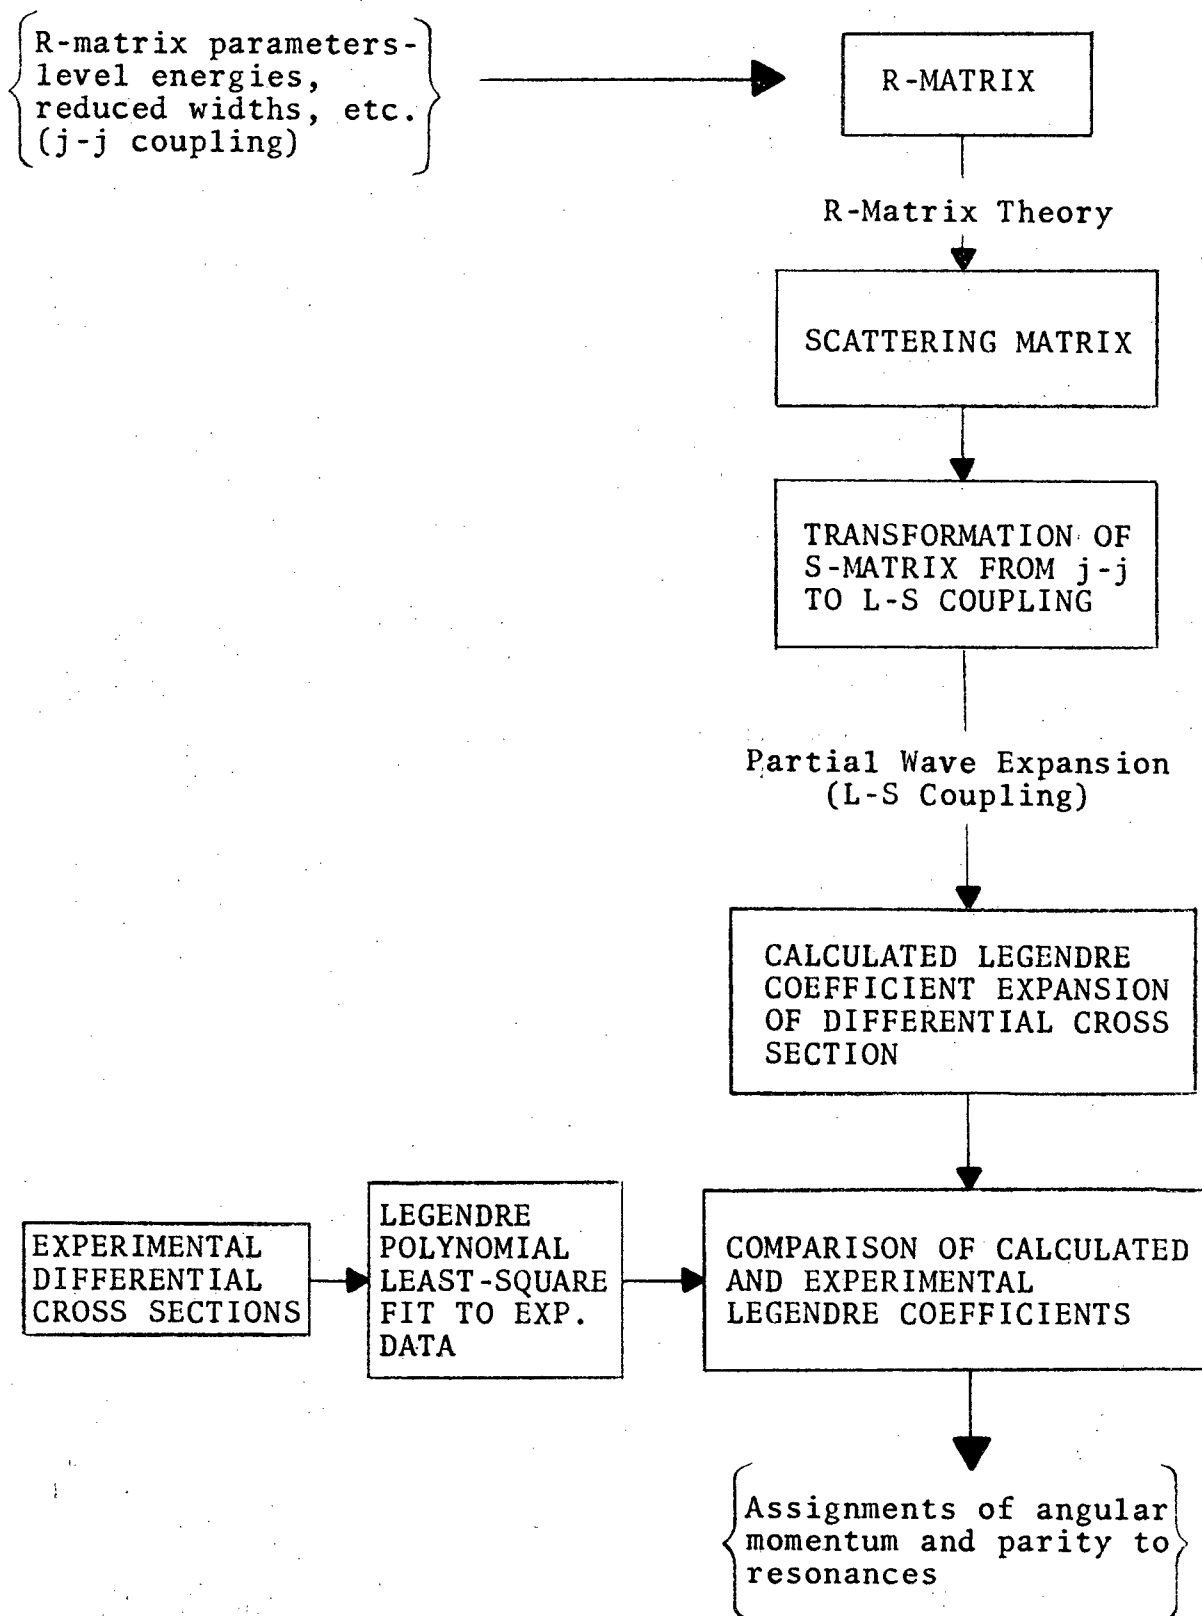 R-matrix parameters-
level energies,
reduced widths, etc.
(j-j coupling)
R-MATRIX
R-Matrix Theory
SCATTERING MATRIX
TRANSFORMATION OF
S-MATRIX FROM j-j
TO L-S COUPLING
Partial Wave Expansion
(L-S Coupling)
CALCULATED LEGENDRE
COEFFICIENT EXPANSION
OF DIFFERENTIAL CROSS
SECTION
EXPERIMENTAL
DIFFERENTIAL
CROSS SECTIONS
LEGENDRE
POLYNOMIAL
LEAST-SQUARE
FIT TO EXP.
DATA
COMPARISON OF CALCULATED
AND EXPERIMENTAL
LEGENDRE COEFFICIENTS
Assignments of angular
momentum and parity to
resonances